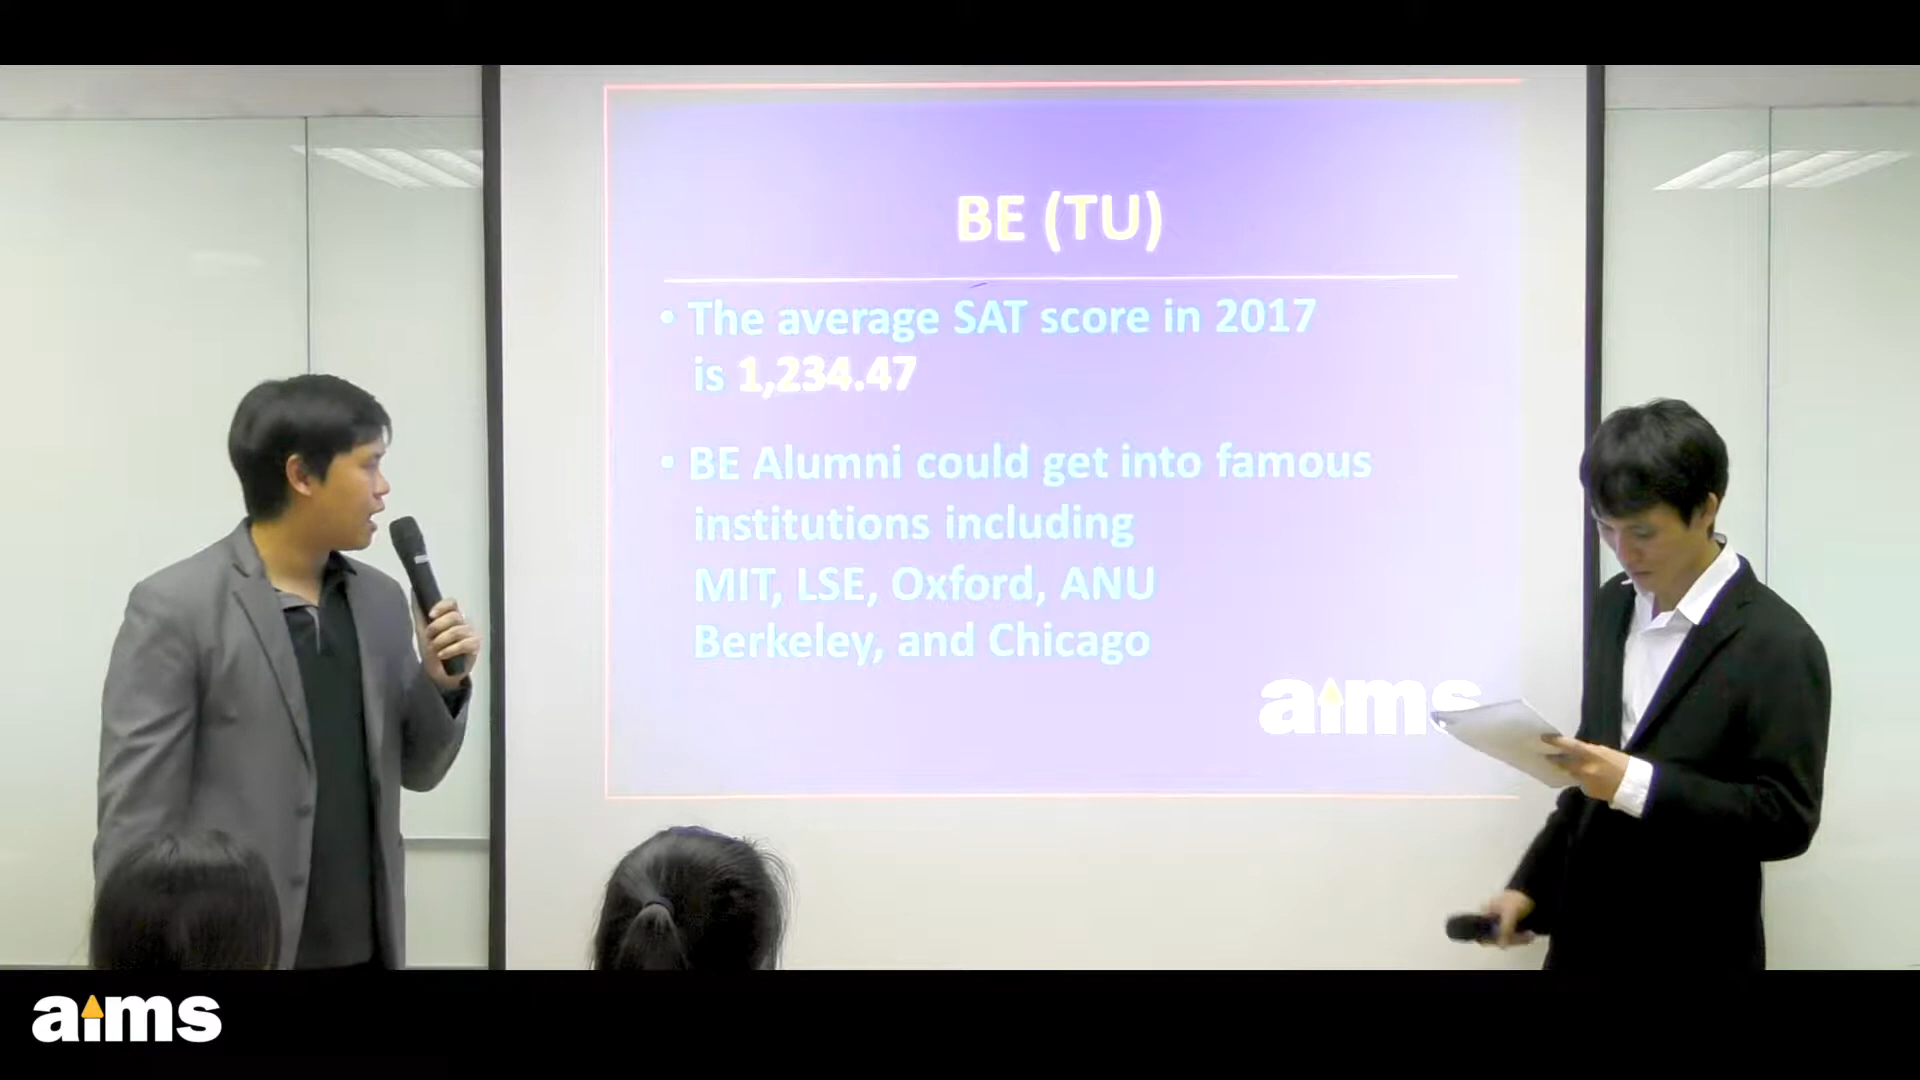 BE (TU)
• The average SAT score in 2017
is 1,234.47
• BE Alumni could get into famous
institutions including
MIT, LSE, Oxford, ANU
Berkeley, and Chicago
aims
aims